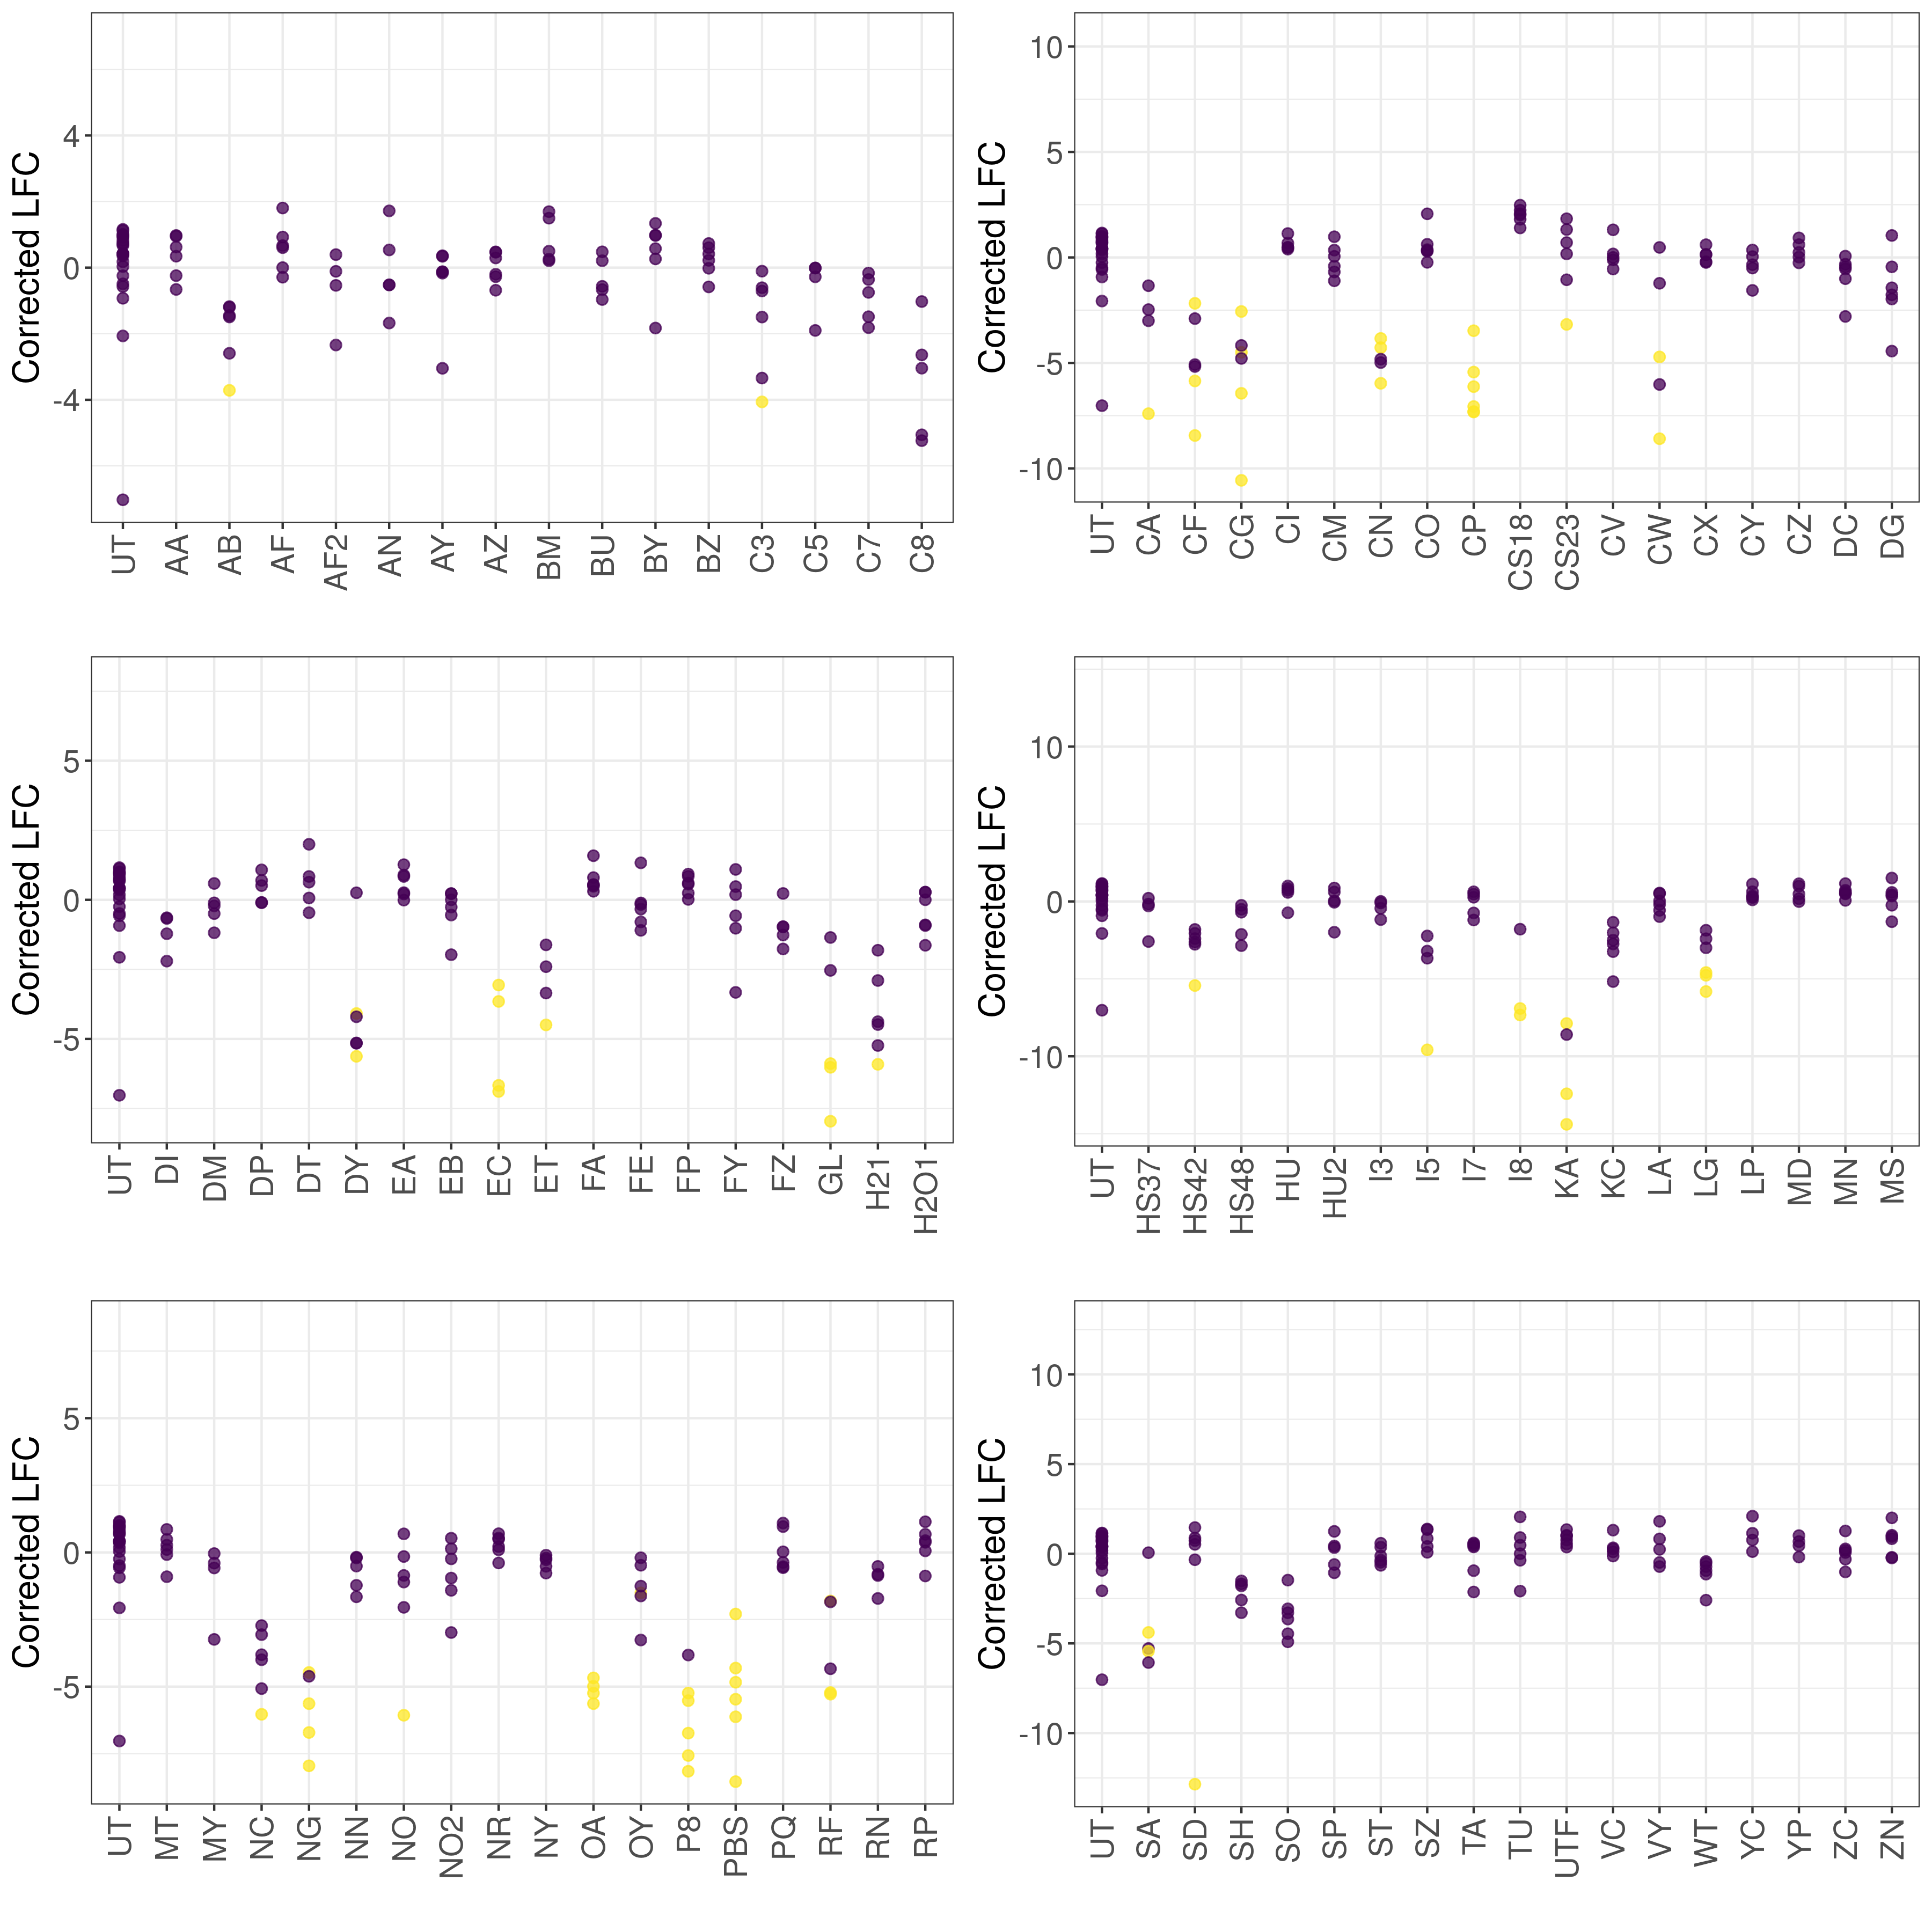 Corrected LFC
4
0
-4
UT AA AB AF AF2 AN AY AZ BM BU BY BZ C3 C5 C7 C8
Corrected LFC
10
5
0
-5
-10
UT CA CF CG CI CM CN CO CP CS18 CS23 CV CW CX CY CZ DC DG
Corrected LFC
5
0
-5
UT DI DM DP DT DY EA EB EC ET FA FE FP FY FZ GL H21 H2O1
Corrected LFC
10
0
-10
UT HS37 HS42 HS48 HU HU2 I3 I5 I7 I8 KA KC LA LG LP MD MN MS
Corrected LFC
5
0
-5
UT MT MY NC NG NN NO NO2 NR NY OA OY P8 PBS PQ RF RN RP
Corrected LFC
10
5
0
-5
-10
UT SA SD SH SO SP ST SZ TA TU UTF VC VY WT YC YP ZC ZN